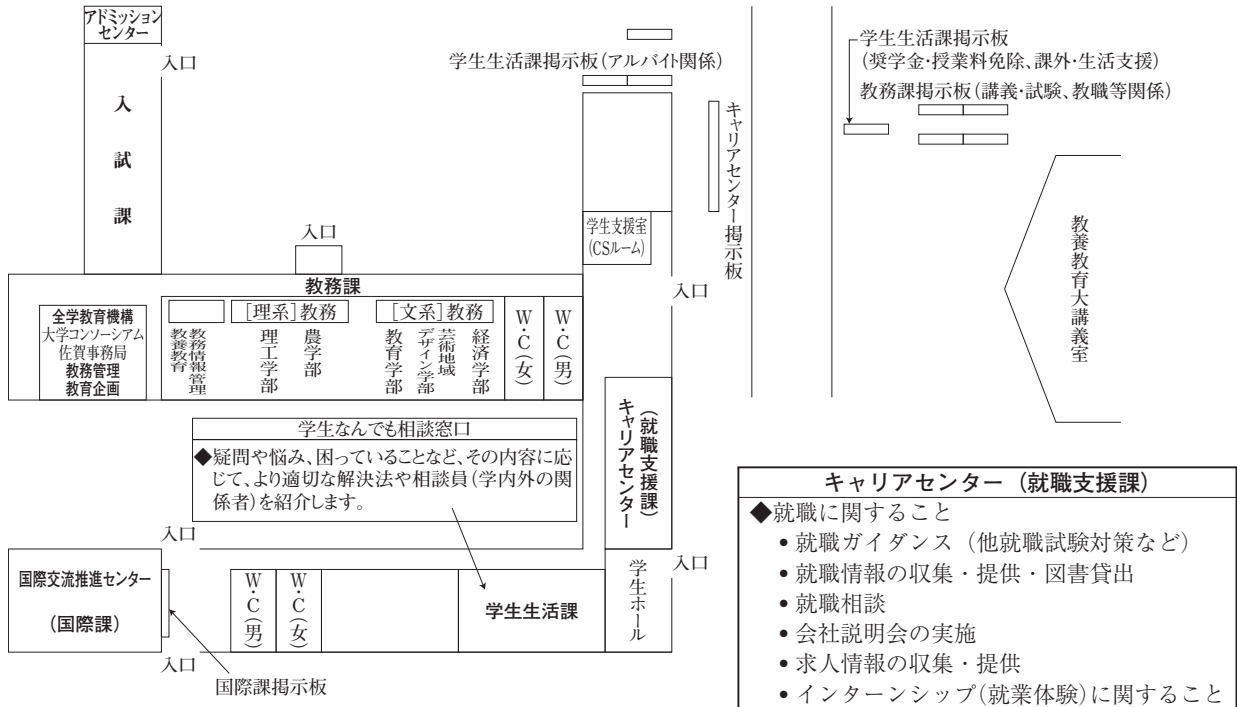 アドミッション
センター
入口
入試課
学生生活課掲示板(アルバイト関係)
キャリアセンター掲示板
学生生活課掲示板
(奨学金・授業料免除、課外・生活支援)
教務課掲示板(講義・試験、教職等関係)
教養教育大講義室
学生支援室
(CSルーム)
入口
入口
教務課
全学教育機構
大学コンソーシアム
佐賀事務局
教務管理
教育企画
教務情報管理
教養教育
[理系]教務
理工学部
農学部
[文系]教務
教育学部
芸術地域
デザイン学部
経済学部
W・C(女)
W・C(男)
(就職支援課)
キャリアセンター
学生なんでも相談窓口
◆疑問や悩み、困っていることなど、その内容に応
じて、より適切な解決法や相談員(学内外の関
係者)を紹介します。
入口
国際交流推進センター
(国際課)
W・C(男)
W・C(女)
学生生活課
学生ホール
入口
入口
国際課掲示板
キャリアセンター(就職支援課)
◆就職に関すること
•就職ガイダンス(他就職試験対策など)
•就職情報の収集・提供・図書貸出
•就職相談
•会社説明会の実施
•求人情報の収集・提供
•インターンシップ(就業体験)に関すること